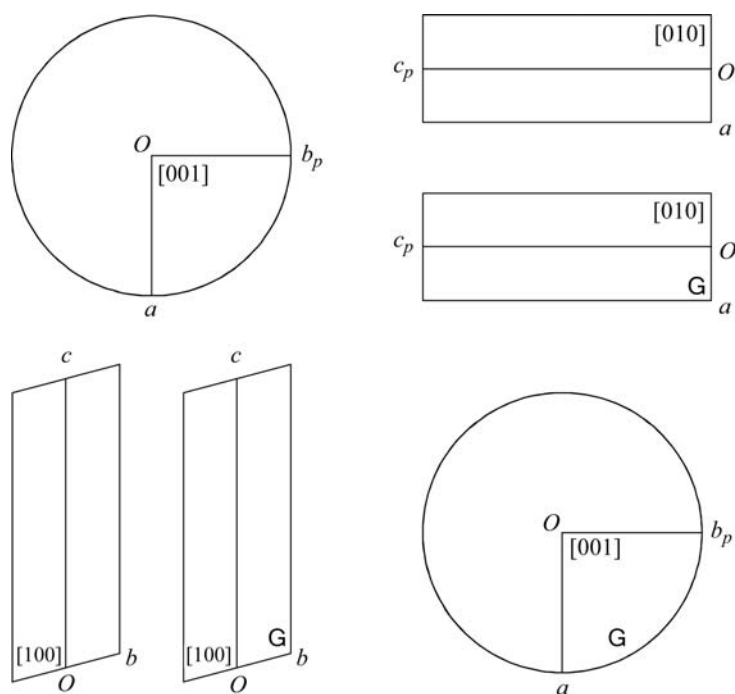 O
b_p
[001]
a
[010]
c_p
O
a
[010]
c_p
O
G
a
c
[100]
b
O
c
[100]
G
b
O
O
b_p
[001]
G
a